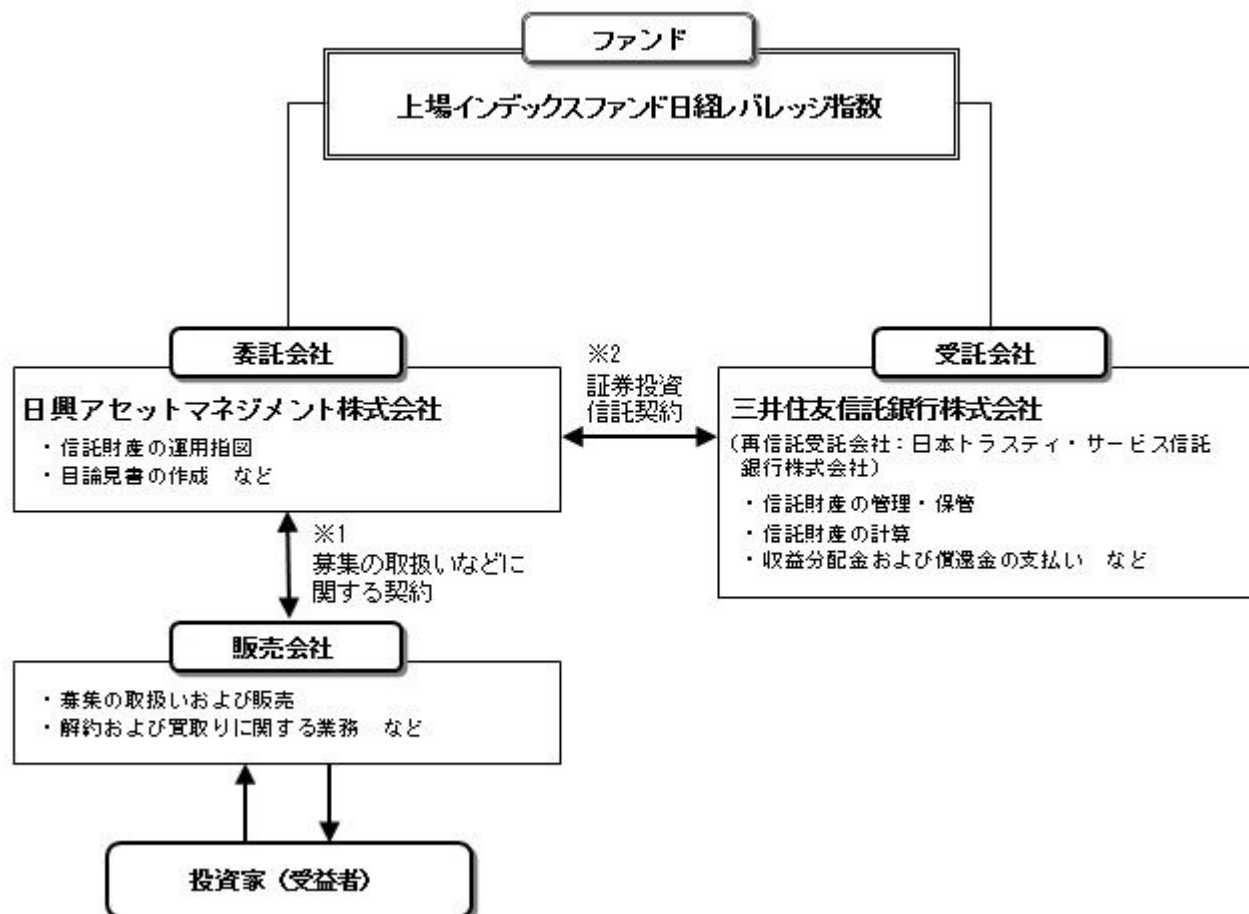 ファンド
上場インデックスファンド日経レバレッジ指数
委託会社
日興アセットマネジメント株式会社
・信託財産の運用指図
・目論見書の作成　など
※2
証券投資
信託契約
受託会社
三井住友信託銀行株式会社
（再信託受託会社：日本トラスティ・サービス信託
銀行株式会社）
・信託財産の管理・保管
・信託財産の計算
・収益分配金および償還金の支払い　など
※1
募集の取扱いなどに
関する契約
販売会社
・募集の取扱いおよび販売
・解約および買取りに関する業務　など
投資家（受益者）